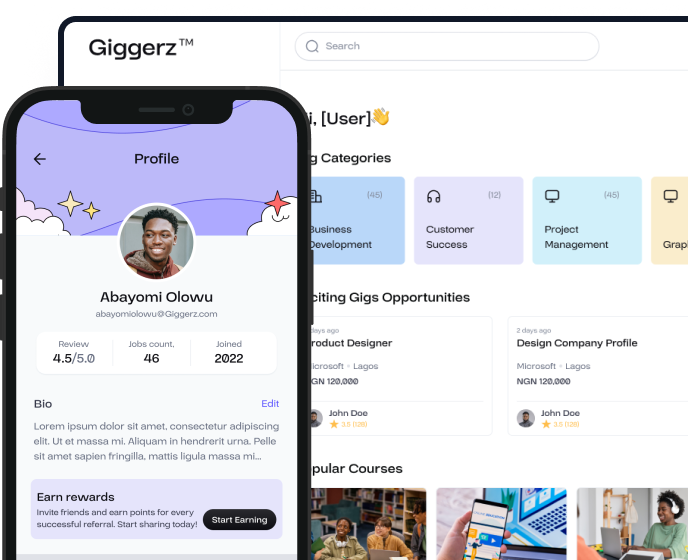 Giggerz™
Search
i, [User]
g Categories
(45)
Business
Development
(12)
Customer
Success
(45)
Project
Management
citing Gigs Opportunities
days ago
roduct Designer
icrosoft • Lagos
NGN 120,000
John Doe
3.5 (128)
2 days ago
Design Company Profile
Microsoft • Lagos
NGN 120,000
John Doe
3.5 (128)
pular Courses
Profile
Abayomi Olowu
abayomiolowu@Giggerz.com
Review
4.5/5.0
Jobs count.
46
Joined
2022
Bio
Edit
Lorem ipsum dolor sit amet, consectetur adipiscing
elit. Ut et massa mi. Aliquam in hendrerit urna. Pelle
sit amet sapien fringilla, mattis ligula massa mi...
Earn rewards
Invite friends and earn points for every
successful referral. Start sharing today!
Start Earning